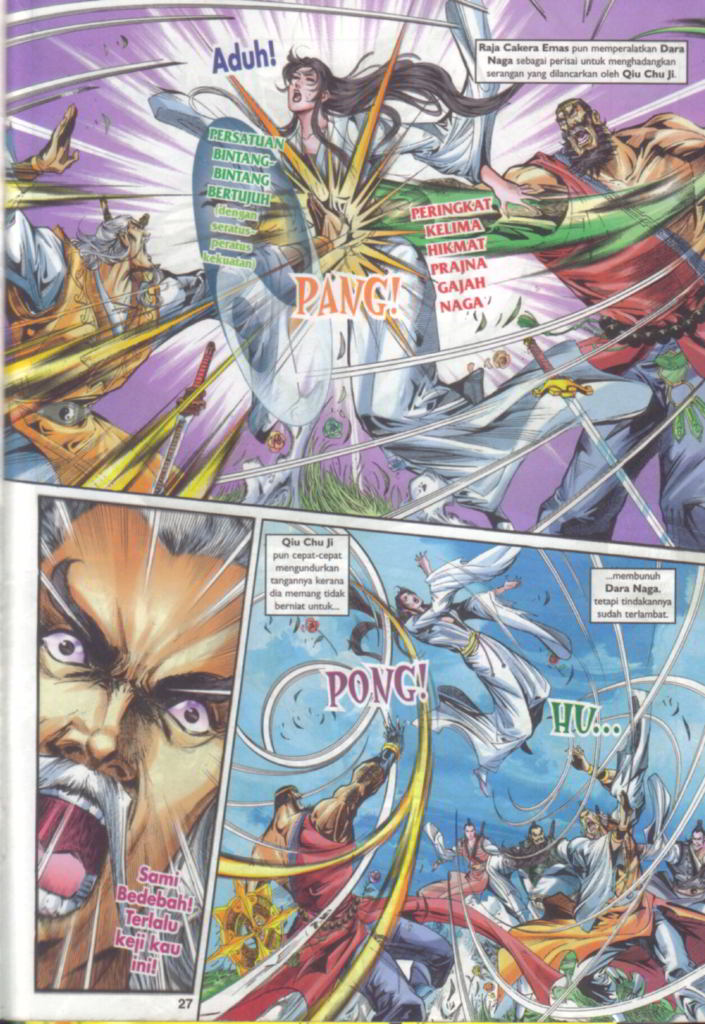 Raja Cakera Emas pun memperalatkan Dara
Naga sebagai perisai untuk menghadangkan
serangan yang dilancarkan oleh Qiu Chu Ji.
Aduh!
PERSATUAN
BINTANG-
BINTANG
BERTUJUH
(dengan
seratus-
peratus
kekuatan)
PERINGKAT
KELIMA
HIKMAT
PRAJNA
GAJAH
NAGA
PANG!
Sami
Bedebah!
Terlalu
keji kau
ini!
Qiu Chu Ji
pun cepat-cepat
mengundurkan
tangannya kerana
dia memang tidak
berniat untuk...
...membunuh
Dara Naga,
tetapi tindakannya
sudah terlambat.
PONG!
HU...
27